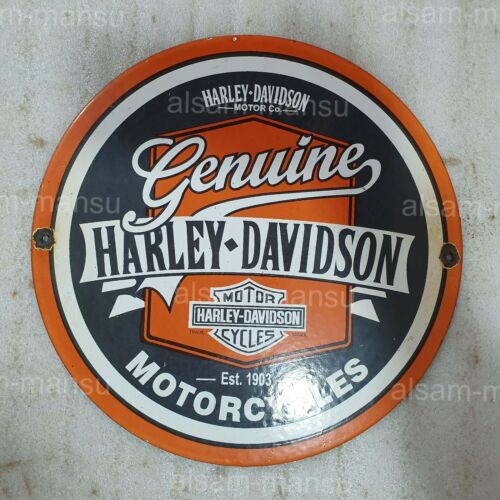 HARLEY-DAVIDSON
MOTOR Co.
Genuine
HARLEY-DAVIDSON
MOTOR
HARLEY-DAVIDSON
CYCLES
Est. 1903
MOTORCYCLES
alsam-mansu